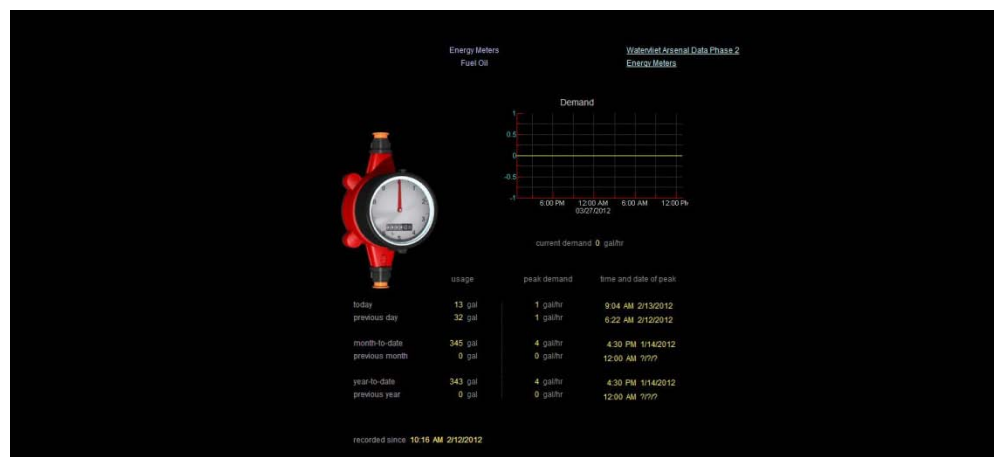 Energy Meters
Fuel Oil
Watervliet Arsenal Data Phase 2
Energy Meters
Demand
1
0.5
0
-0.5
-1
6:00 PM 12:00 AM 6:00 AM 12:00 PM
03/27/2012
current demand 0 gal/hr
usage peak demand time and date of peak
today 13 gal 1 gal/hr 9:04 AM 2/13/2012
previous day 32 gal 1 gal/hr 6:22 AM 2/12/2012
month-to-date 345 gal 4 gal/hr 4:30 PM 1/14/2012
previous month 0 gal 0 gal/hr 12:00 AM ?/?/?
year-to-date 343 gal 4 gal/hr 4:30 PM 1/14/2012
previous year 0 gal 0 gal/hr 12:00 AM ?/?/?
recorded since 10:16 AM 2/12/2012